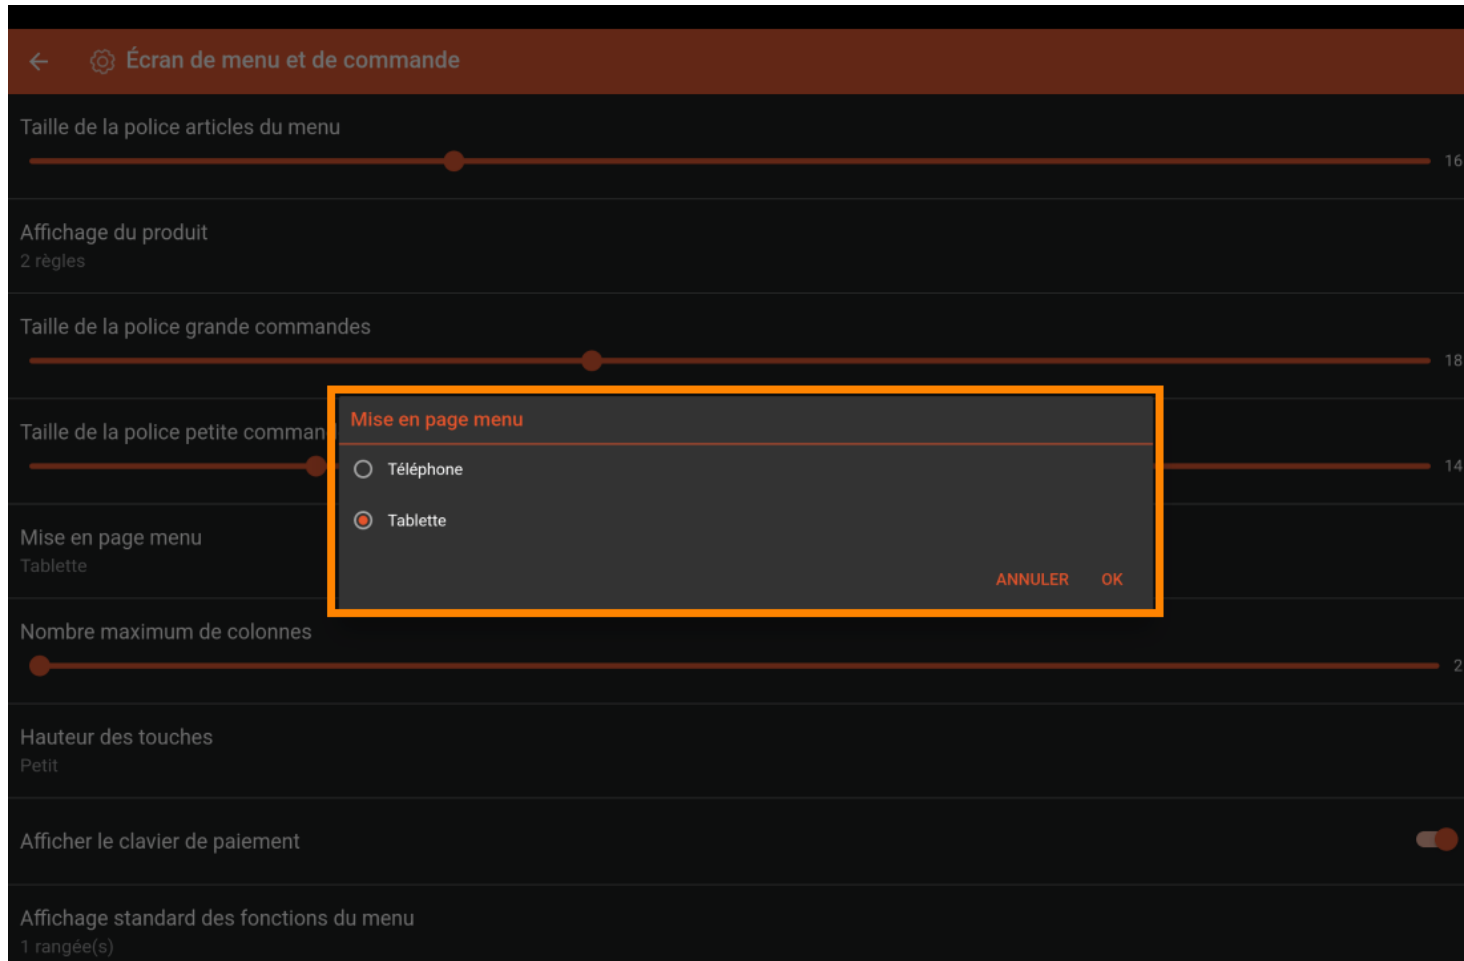 Écran de menu et de commande
Taille de la police articles du menu
16
Affichage du produit
2 règles
Taille de la police grande commandes
18
Taille de la police petite comman
14
Mise en page menu
Téléphone
Tablette
ANNULER OK
Mise en page menu
Tablette
Nombre maximum de colonnes
2
Hauteur des touches
Petit
Afficher le clavier de paiement
Affichage standard des fonctions du menu
1 rangée(s)